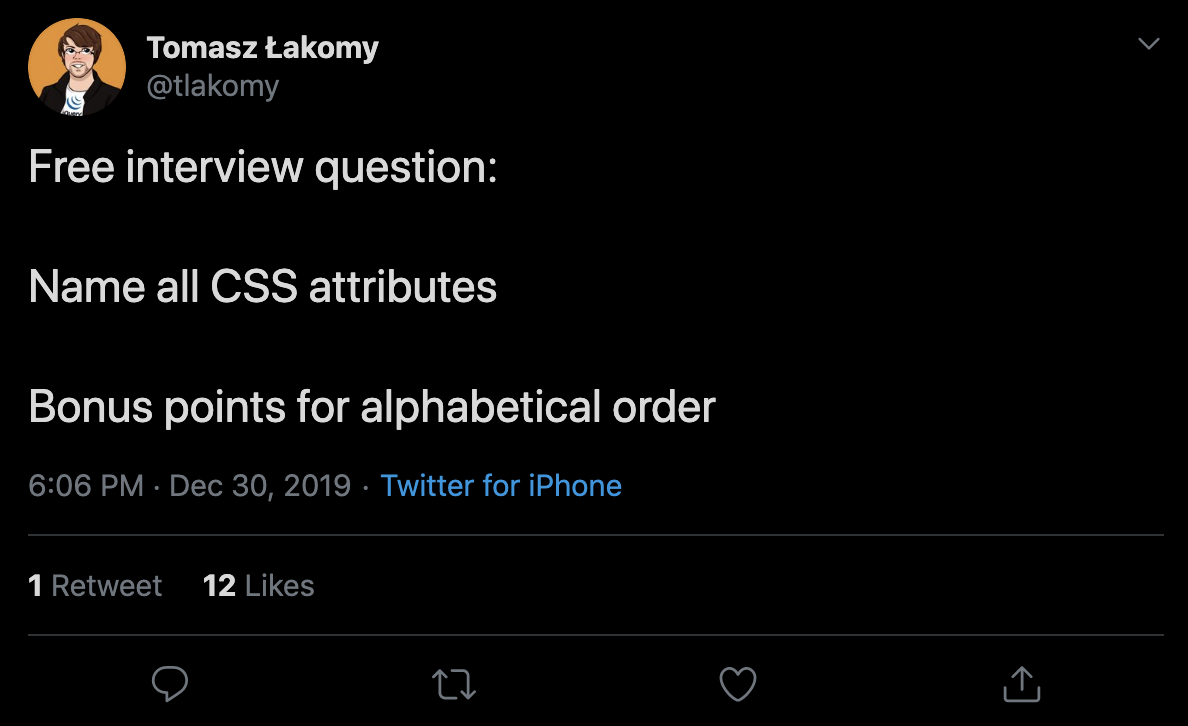 Tomasz Łakomy
@tlakomy
Free interview question:
Name all CSS attributes
Bonus points for alphabetical order
6:06 PM · Dec 30, 2019 · Twitter for iPhone
1 Retweet 12 Likes